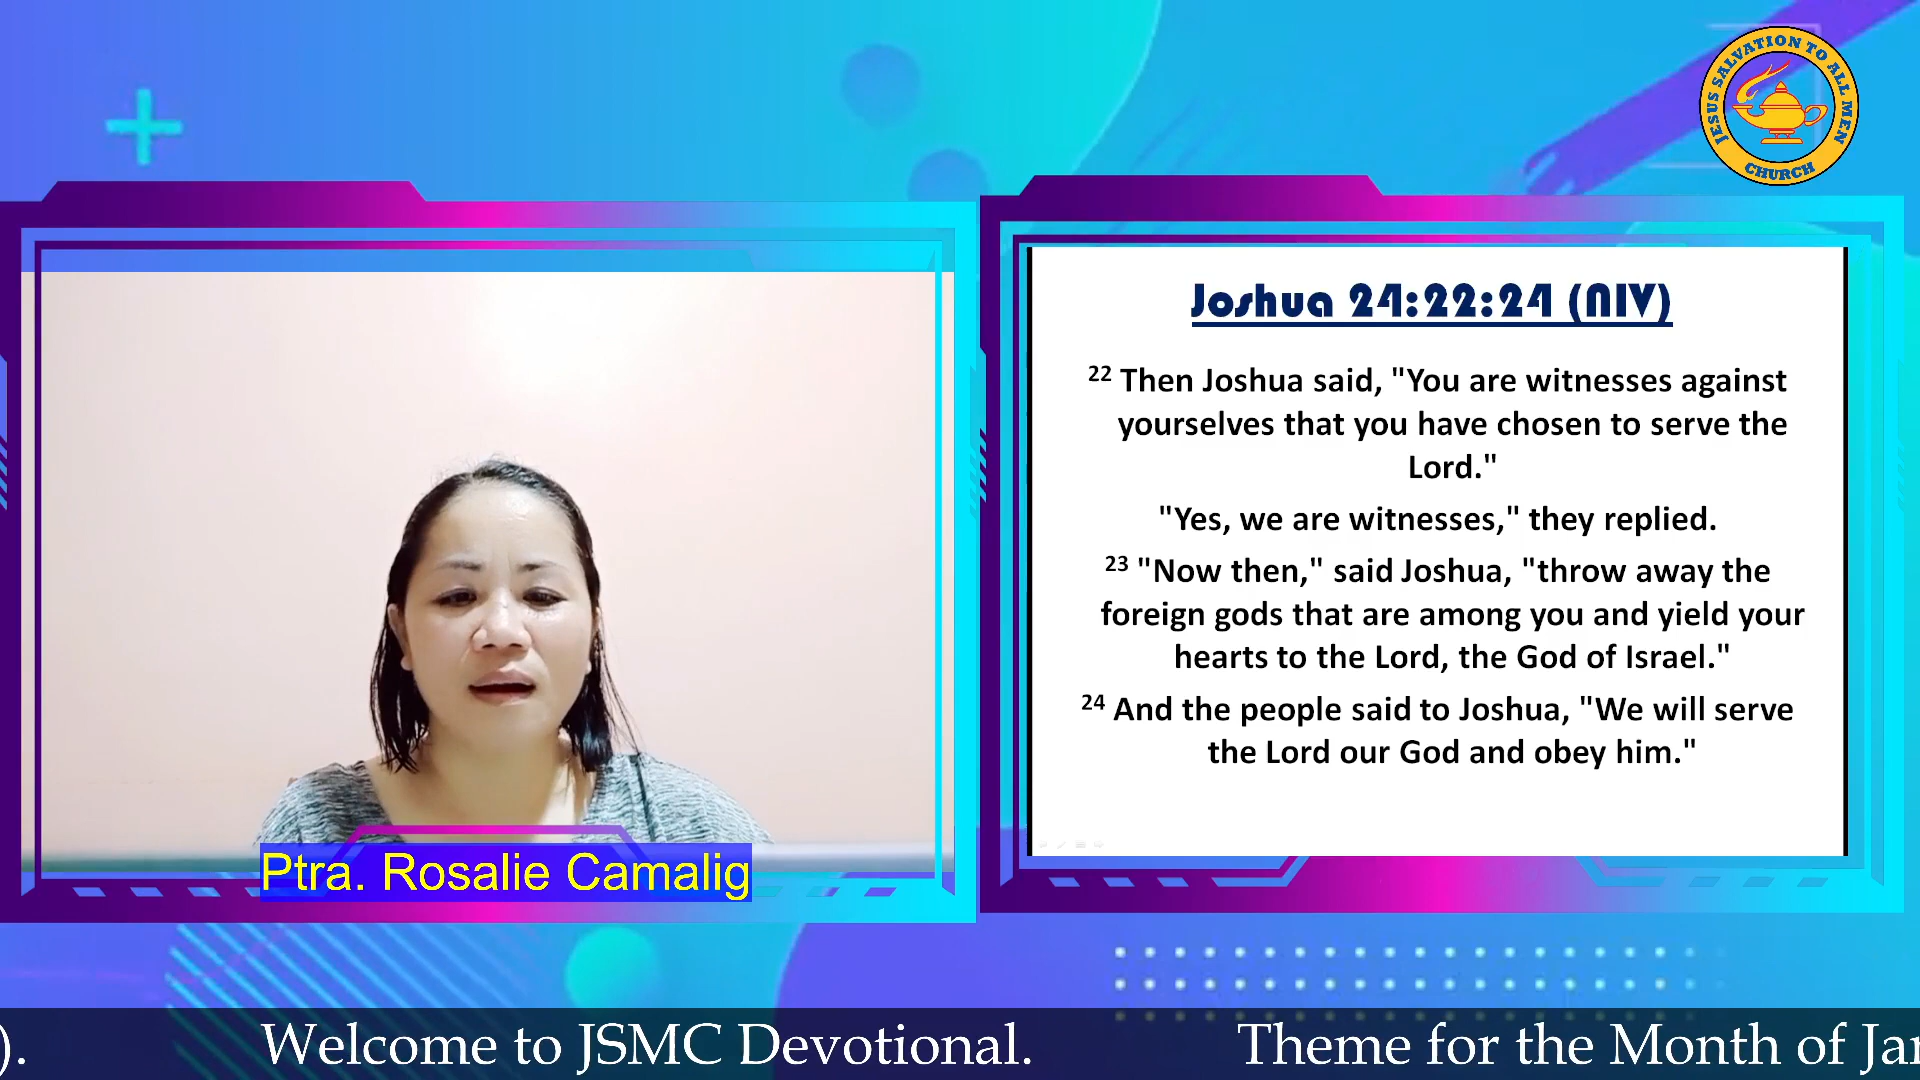 JESUS SALVATION TO ALL MEN
CHURCH
Joshua 24:22:24 (NIV)
22 Then Joshua said, "You are witnesses against
yourselves that you have chosen to serve the
Lord."
"Yes, we are witnesses," they replied.
23 "Now then," said Joshua, "throw away the
foreign gods that are among you and yield your
hearts to the Lord, the God of Israel."
24 And the people said to Joshua, "We will serve
the Lord our God and obey him."
Ptra. Rosalie Camalig
). Welcome to JSMC Devotional. Theme for the Month of